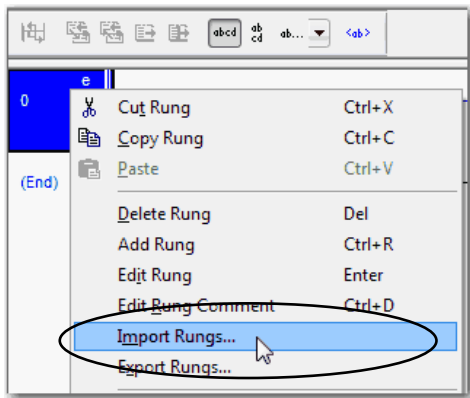 abcd ab cd ab... <ab>
e
0
Cut Rung Ctrl+X
Copy Rung Ctrl+C
Paste Ctrl+V
(End)
Delete Rung Del
Add Rung Ctrl+R
Edit Rung Enter
Edit Rung Comment Ctrl+D
Import Rungs...
Export Rungs...